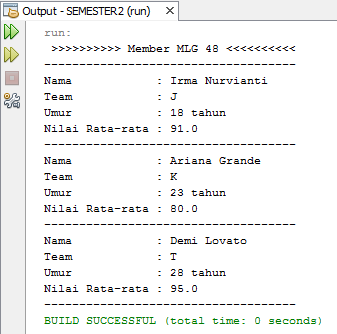 Output - SEMESTER2 (run)
run:
>>>>>>>>>> Member MLG 48 <<<<<<<<<<
------------------------------------
Nama : Irma Nurvianti
Team : J
Umur : 18 tahun
Nilai Rata-rata : 91.0
------------------------------------
Nama : Ariana Grande
Team : K
Umur : 23 tahun
Nilai Rata-rata : 80.0
------------------------------------
Nama : Demi Lovato
Team : T
Umur : 28 tahun
Nilai Rata-rata : 95.0
------------------------------------
BUILD SUCCESSFUL (total time: 0 seconds)